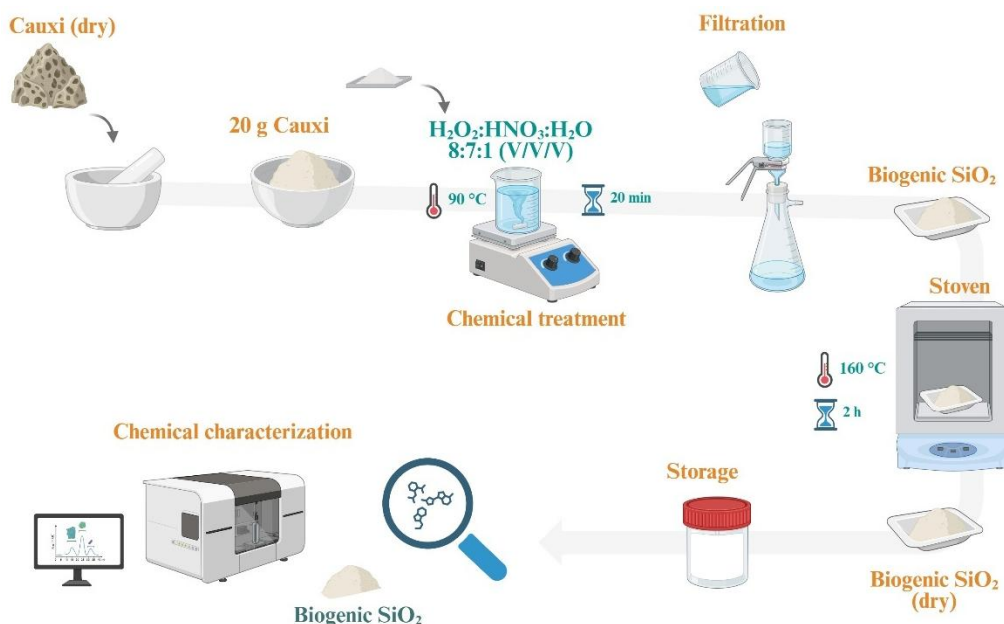 Cauxi (dry)
20 g Cauxi
H₂O₂:HNO₃:H₂O
8:7:1 (V/V/V)
90 °C
20 min
Chemical treatment
Filtration
Biogenic SiO₂
Stoven
160 °C
2 h
Biogenic SiO₂
(dry)
Storage
Chemical characterization
Biogenic SiO₂